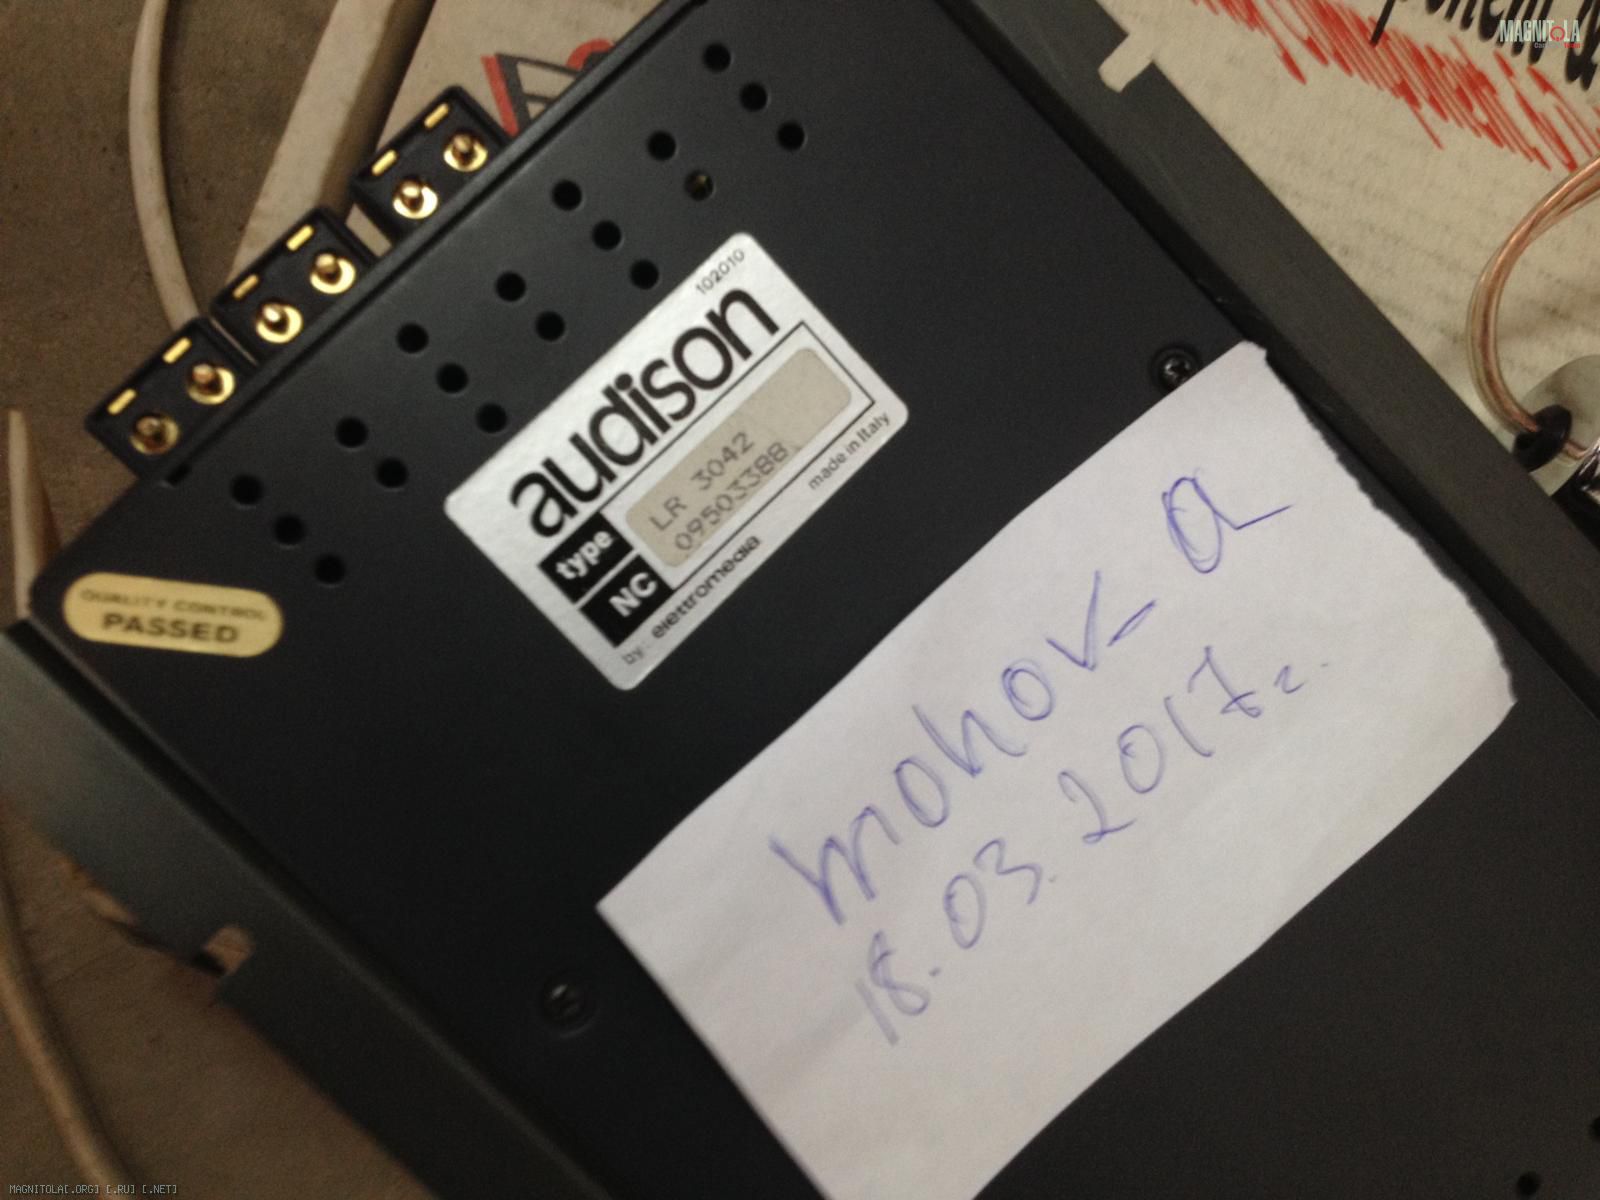 MAGNITOLA
102010
audison
type LR 3042
NC 09503388
by: elettromedia made in Italy
QUALITY CONTROL
PASSED
mohov_a
18.03.2017г.
MAGNITOLA[.ORG] [.RU] [.NET]